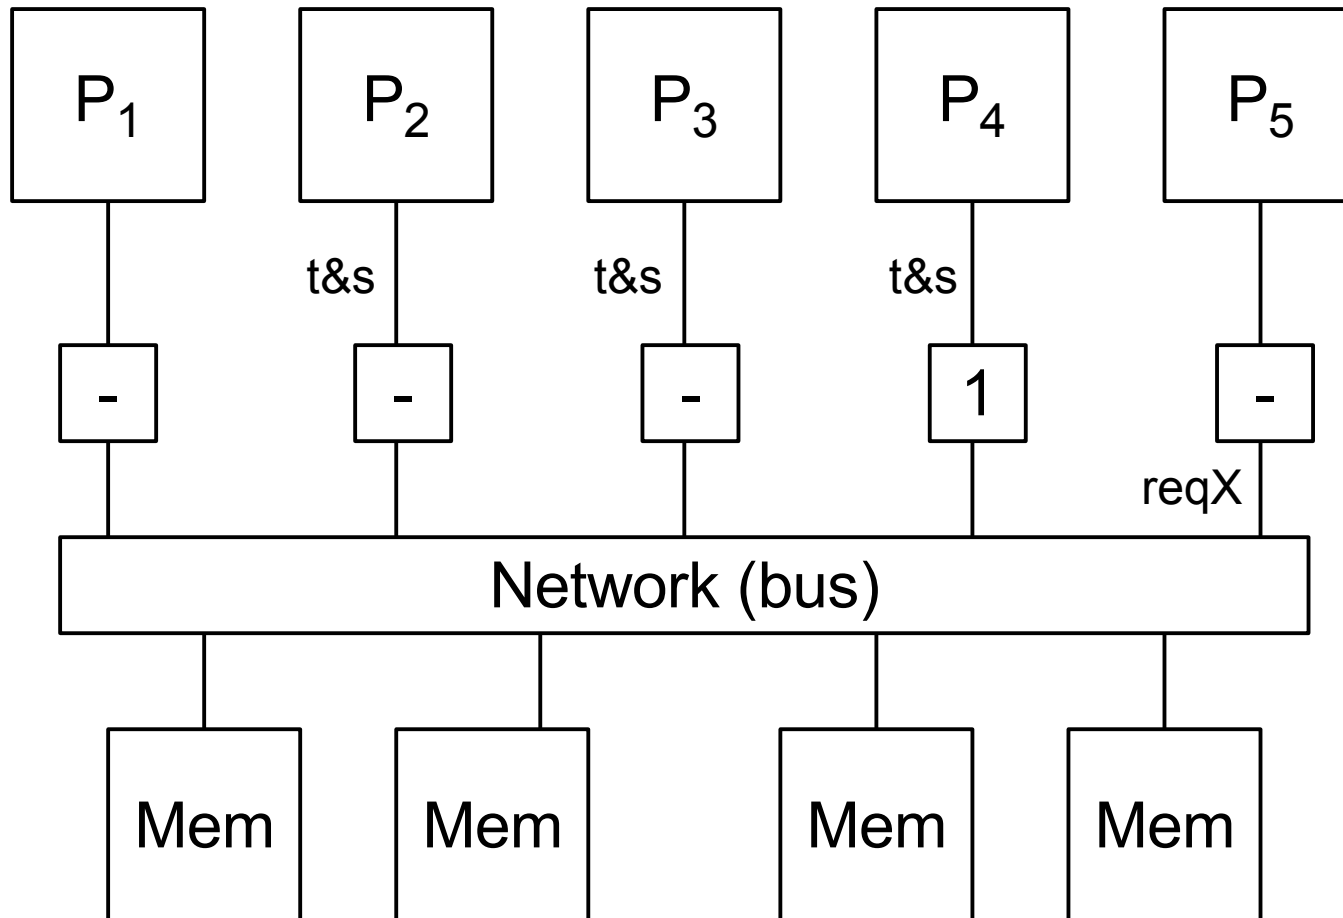 P1 P2 P3 P4 P5
t&s t&s t&s
- - - 1 -
reqX
Network (bus)
Mem Mem Mem Mem